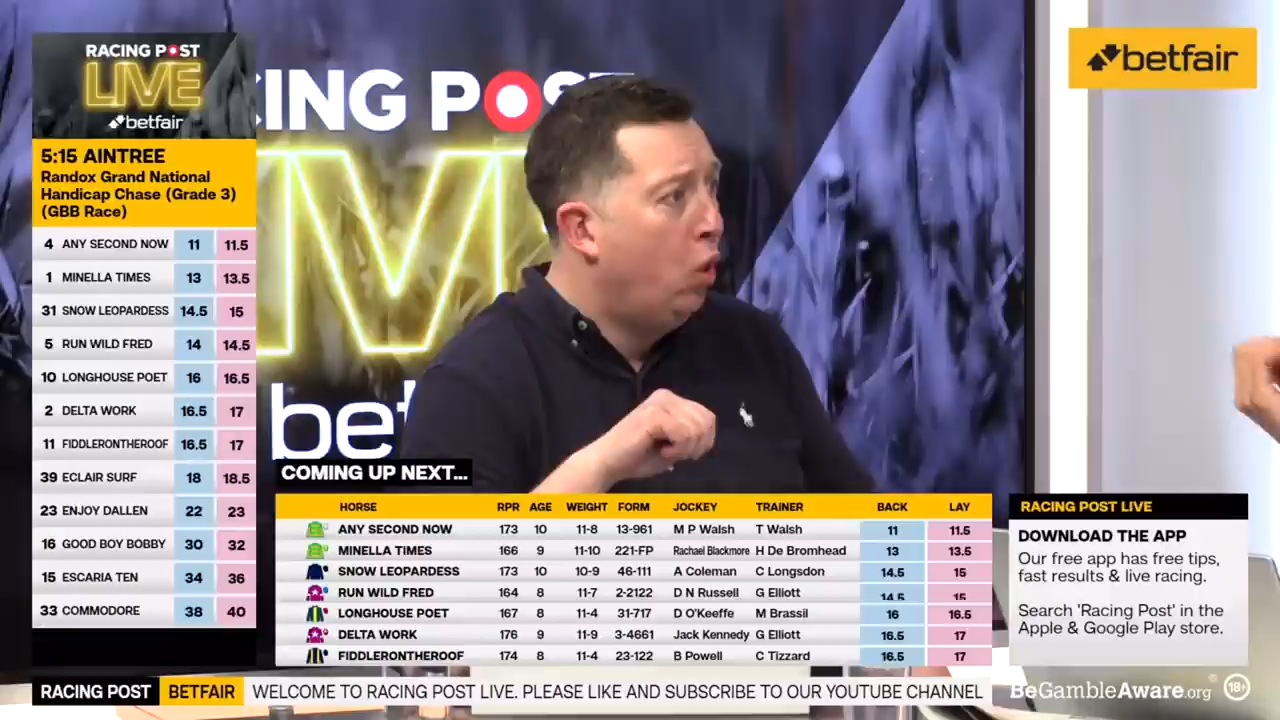 RACING POST
LIVE
betfair
5:15 AINTREE
Randox Grand National
Handicap Chase (Grade 3)
(GBB Race)
4 ANY SECOND NOW 11 11.5
1 MINELLA TIMES 13 13.5
31 SNOW LEOPARDESS 14.5 15
5 RUN WILD FRED 14 14.5
10 LONGHOUSE POET 16 16.5
2 DELTA WORK 16.5 17
11 FIDDLERONTHEROOF 16.5 17
39 ECLAIR SURF 18 18.5
23 ENJOY DALLEN 22 23
16 GOOD BOY BOBBY 30 32
15 ESCARIA TEN 34 36
33 COMMODORE 38 40
CING POST
bet
betfair
COMING UP NEXT...
HORSE RPR AGE WEIGHT FORM JOCKEY TRAINER BACK LAY
ANY SECOND NOW 173 10 11-8 13-961 M P Walsh T Walsh 11 11.5
MINELLA TIMES 166 9 11-10 221-FP Rachael Blackmore H De Bromhead 13 13.5
SNOW LEOPARDESS 173 10 10-9 46-111 A Coleman C Longsdon 14.5 15
RUN WILD FRED 164 8 11-7 2-2122 D N Russell G Elliott 14.5 15
LONGHOUSE POET 167 8 11-4 31-717 D O'Keeffe M Brassil 16 16.5
DELTA WORK 176 9 11-9 3-4661 Jack Kennedy G Elliott 16.5 17
FIDDLERONTHEROOF 174 8 11-4 23-122 B Powell C Tizzard 16.5 17
RACING POST LIVE
DOWNLOAD THE APP
Our free app has free tips,
fast results & live racing.
Search 'Racing Post' in the
Apple & Google Play store.
RACING POST BETFAIR WELCOME TO RACING POST LIVE. PLEASE LIKE AND SUBSCRIBE TO OUR YOUTUBE CHANNEL
BeGambleAware.org® 18+